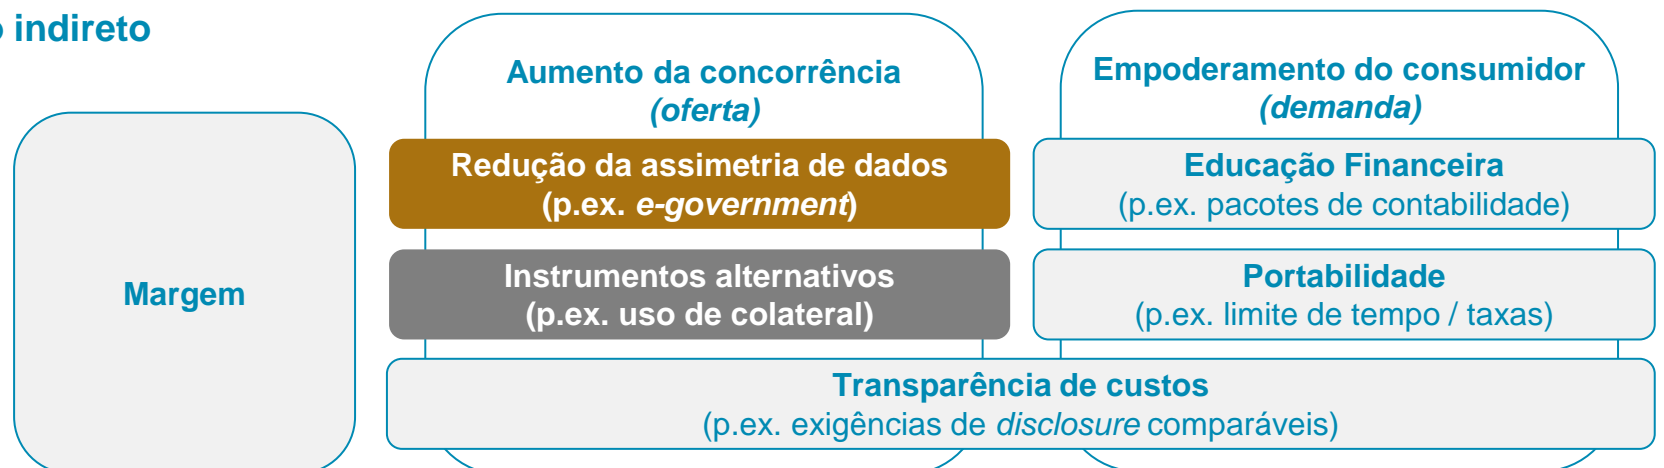 o indireto
Aumento da concorrência
(oferta)
Empoderamento do consumidor
(demanda)
Margem
Redução da assimetria de dados
(p.ex. e-government)
Educação Financeira
(p.ex. pacotes de contabilidade)
Instrumentos alternativos
(p.ex. uso de colateral)
Portabilidade
(p.ex. limite de tempo / taxas)
Transparência de custos
(p.ex. exigências de disclosure comparáveis)